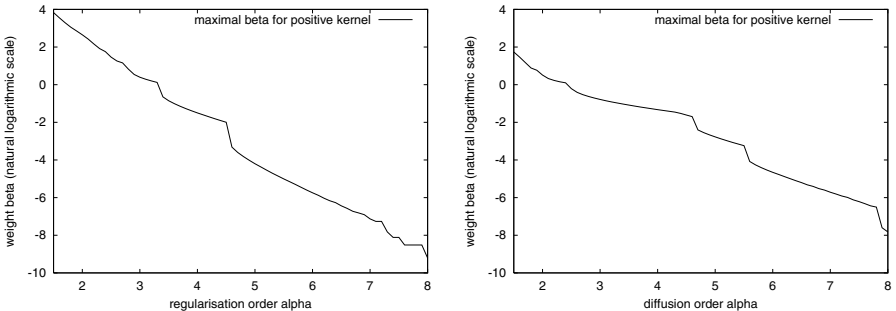 maximal beta for positive kernel
weight beta (natural logarithmic scale)
4
2
0
-2
-4
-6
-8
-10
2 3 4 5 6 7 8
regularisation order alpha
maximal beta for positive kernel
weight beta (natural logarithmic scale)
4
2
0
-2
-4
-6
-8
-10
2 3 4 5 6 7 8
diffusion order alpha